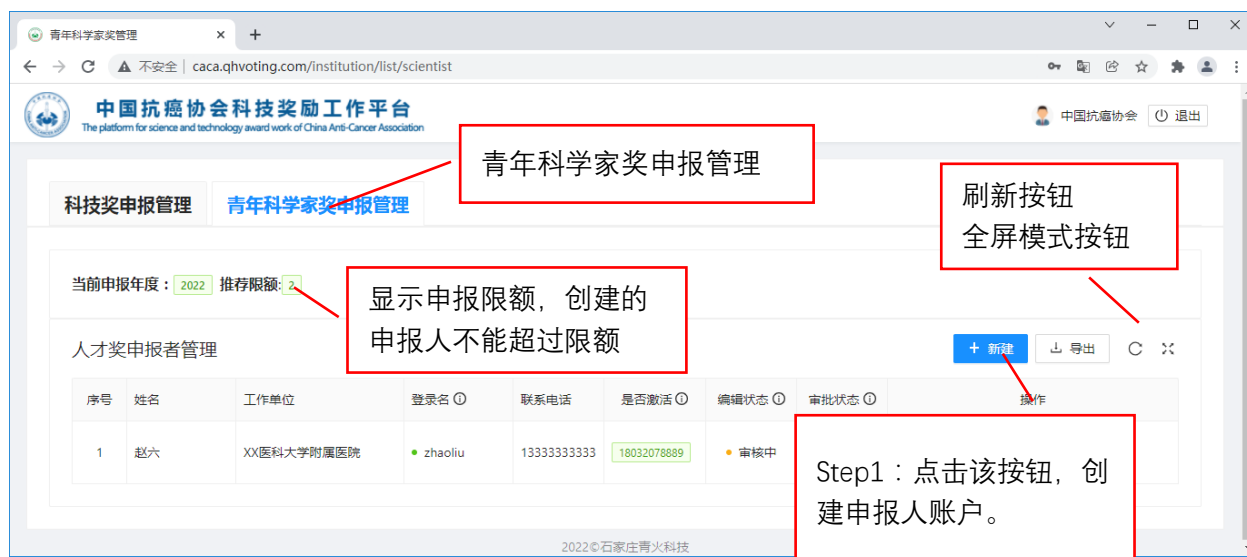 青年科学家奖管理
不安全 | caca.qhvoting.com/institution/list/scientist
中国抗癌协会科技奖励工作平台
The platform for science and technology award work of China Anti-Cancer Association
中国抗癌协会 退出
青年科学家奖申报管理
刷新按钮
全屏模式按钮
科技奖申报管理 青年科学家奖申报管理
当前申报年度： 2022 推荐限额: 2
显示申报限额，创建的
申报人不能超过限额
人才奖申报者管理 + 新建 导出
序号 姓名 工作单位 登录名 联系电话 是否激活 编辑状态 审批状态 操作
1 赵六 XX医科大学附属医院 zhaoliu 13333333333 18032078889 审核中
Step1：点击该按钮，创
建申报人账户。
2022©石家庄青火科技